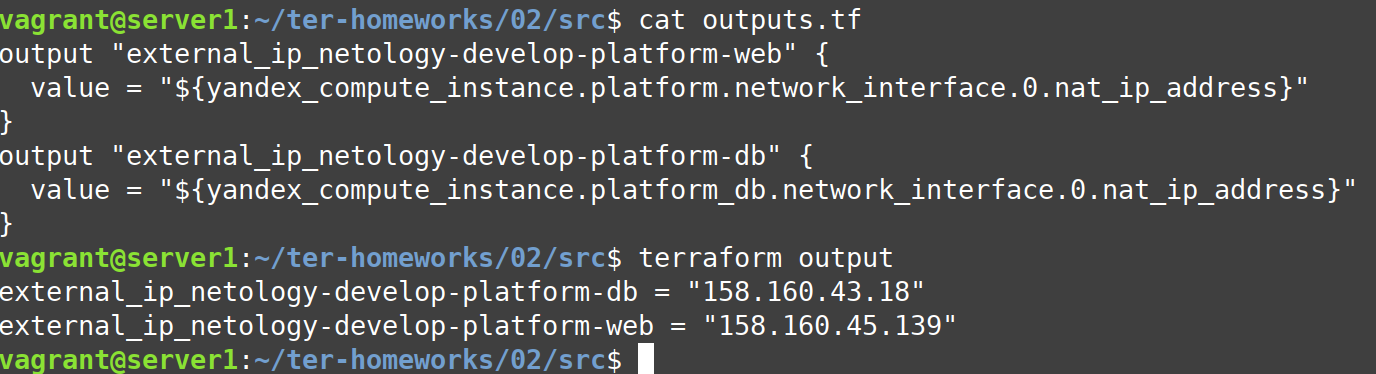 vagrant@server1:~/ter-homeworks/02/src$ cat outputs.tf
output "external_ip_netology-develop-platform-web" {
  value = "${yandex_compute_instance.platform.network_interface.0.nat_ip_address}"
}
output "external_ip_netology-develop-platform-db" {
  value = "${yandex_compute_instance.platform_db.network_interface.0.nat_ip_address}"
}
vagrant@server1:~/ter-homeworks/02/src$ terraform output
external_ip_netology-develop-platform-db = "158.160.43.18"
external_ip_netology-develop-platform-web = "158.160.45.139"
vagrant@server1:~/ter-homeworks/02/src$